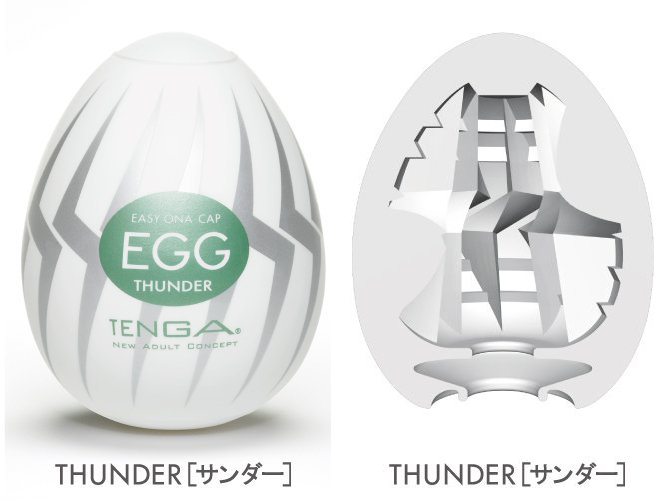 EASY ONA CAP
EGG
THUNDER
TENGA®
NEW ADULT CONCEPT
THUNDER[サンダー]
THUNDER[サンダー]